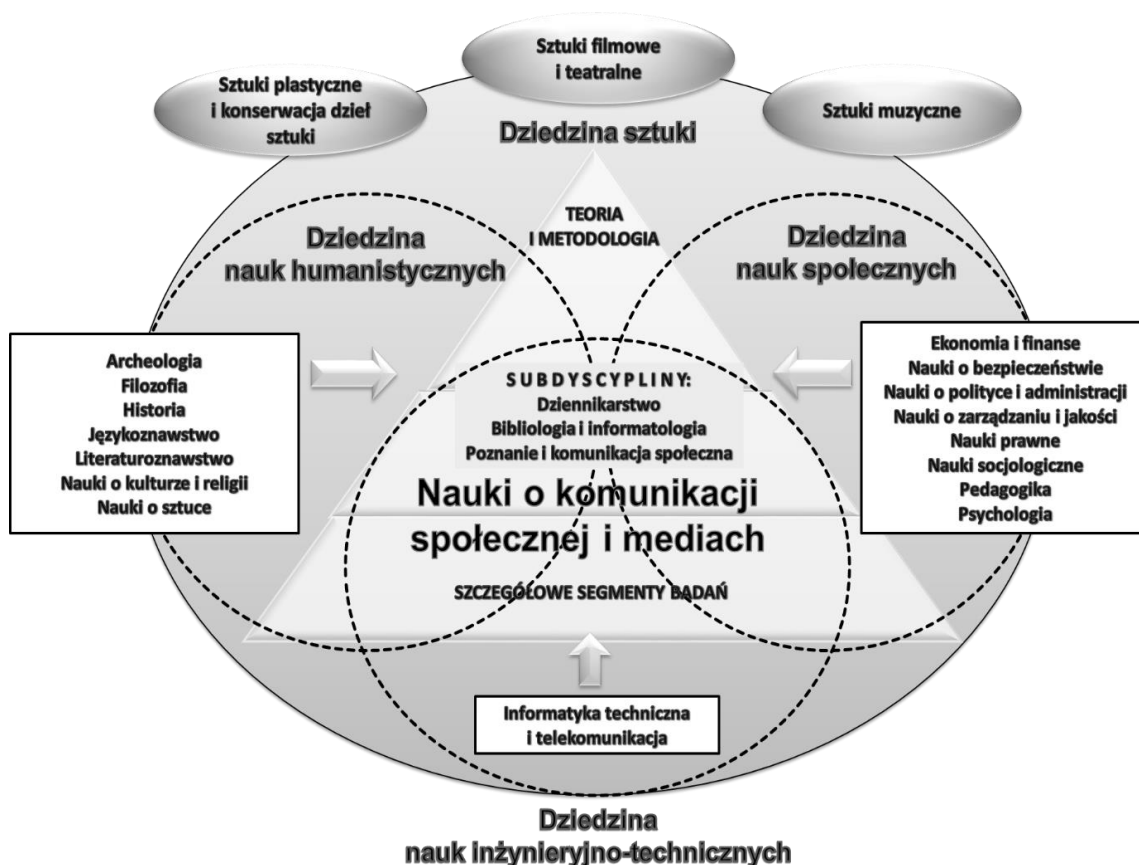 Sztuki filmowe
i teatralne
Sztuki plastyczne
i konserwacja dzieł
sztuki
Sztuki muzyczne
Dziedzina sztuki
TEORIA
I METODOLOGIA
Dziedzina
nauk humanistycznych
Dziedzina
nauk społecznych
Archeologia
Filozofia
Historia
Językoznawstwo
Literaturoznawstwo
Nauki o kulturze i religii
Nauki o sztuce
SUBDYSCYPLINY:
Dziennikarstwo
Bibliologia i informatologia
Poznanie i komunikacja społeczna
Ekonomia i finanse
Nauki o bezpieczeństwie
Nauki o polityce i administracji
Nauki o zarządzaniu i jakości
Nauki prawne
Nauki socjologiczne
Pedagogika
Psychologia
Nauki o komunikacji
społecznej i mediach
SZCZEGÓŁOWE SEGMENTY BADAŃ
Informatyka techniczna
i telekomunikacja
Dziedzina
nauk inżynieryjno-technicznych